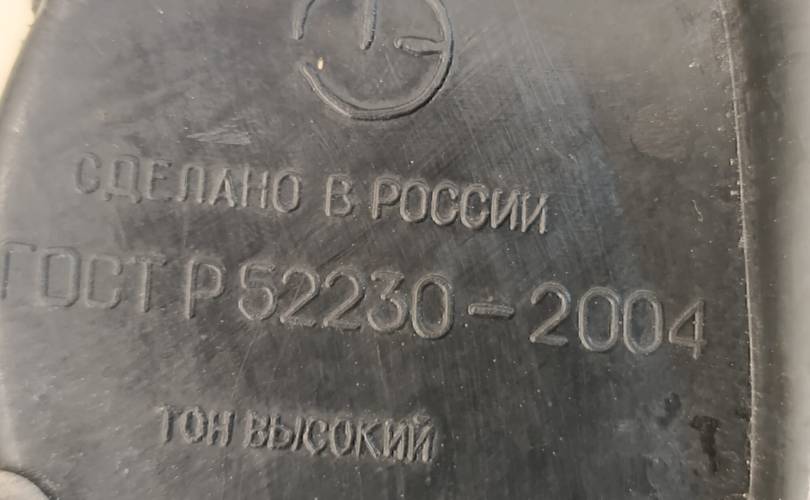 СДЕЛАНО В РОССИИ
ГОСТ Р 52230-2004
ТОН ВЫСОКИЙ